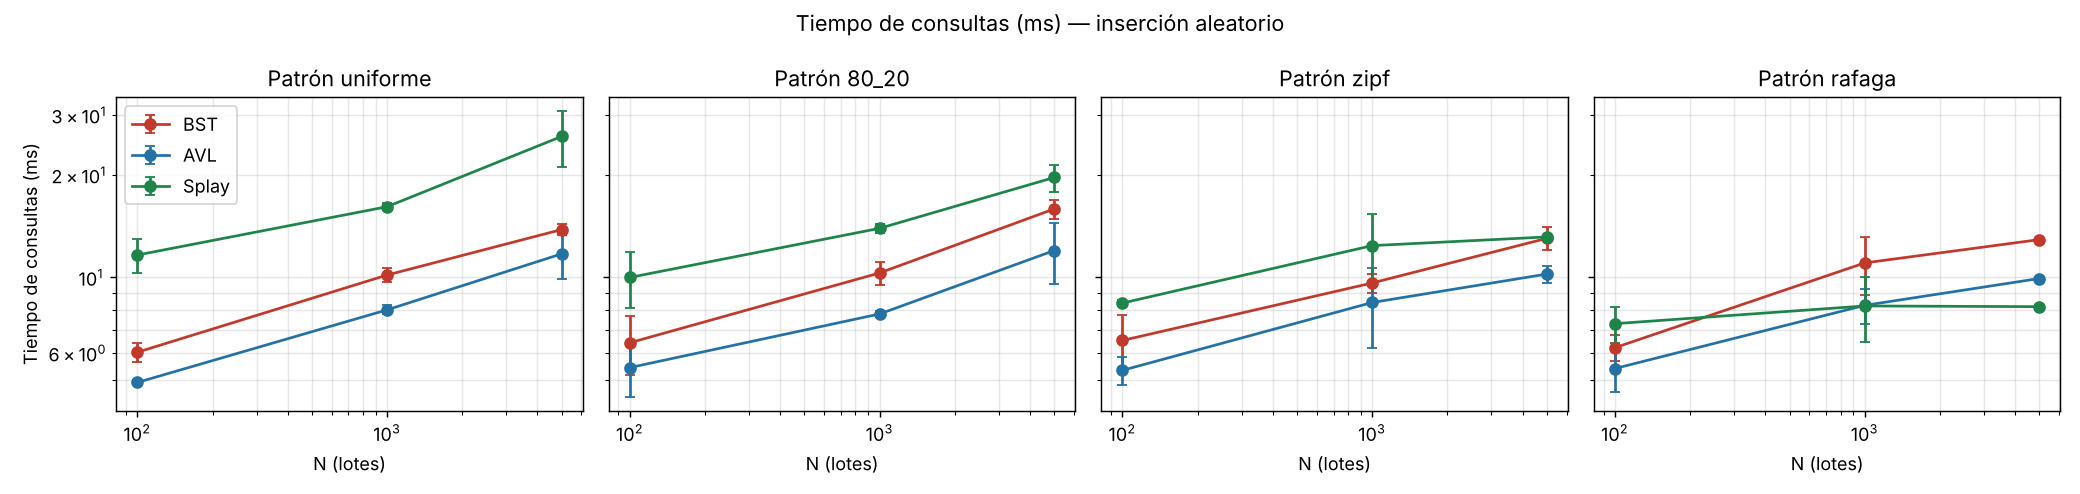 Tiempo de consultas (ms) — inserción aleatorio
Patrón uniforme
Patrón 80_20
Patrón zipf
Patrón rafaga
BST
AVL
Splay
Tiempo de consultas (ms)
3 × 10¹
2 × 10¹
10¹
6 × 10⁰
10² 10³
10² 10³
10² 10³
10² 10³
N (lotes)
N (lotes)
N (lotes)
N (lotes)